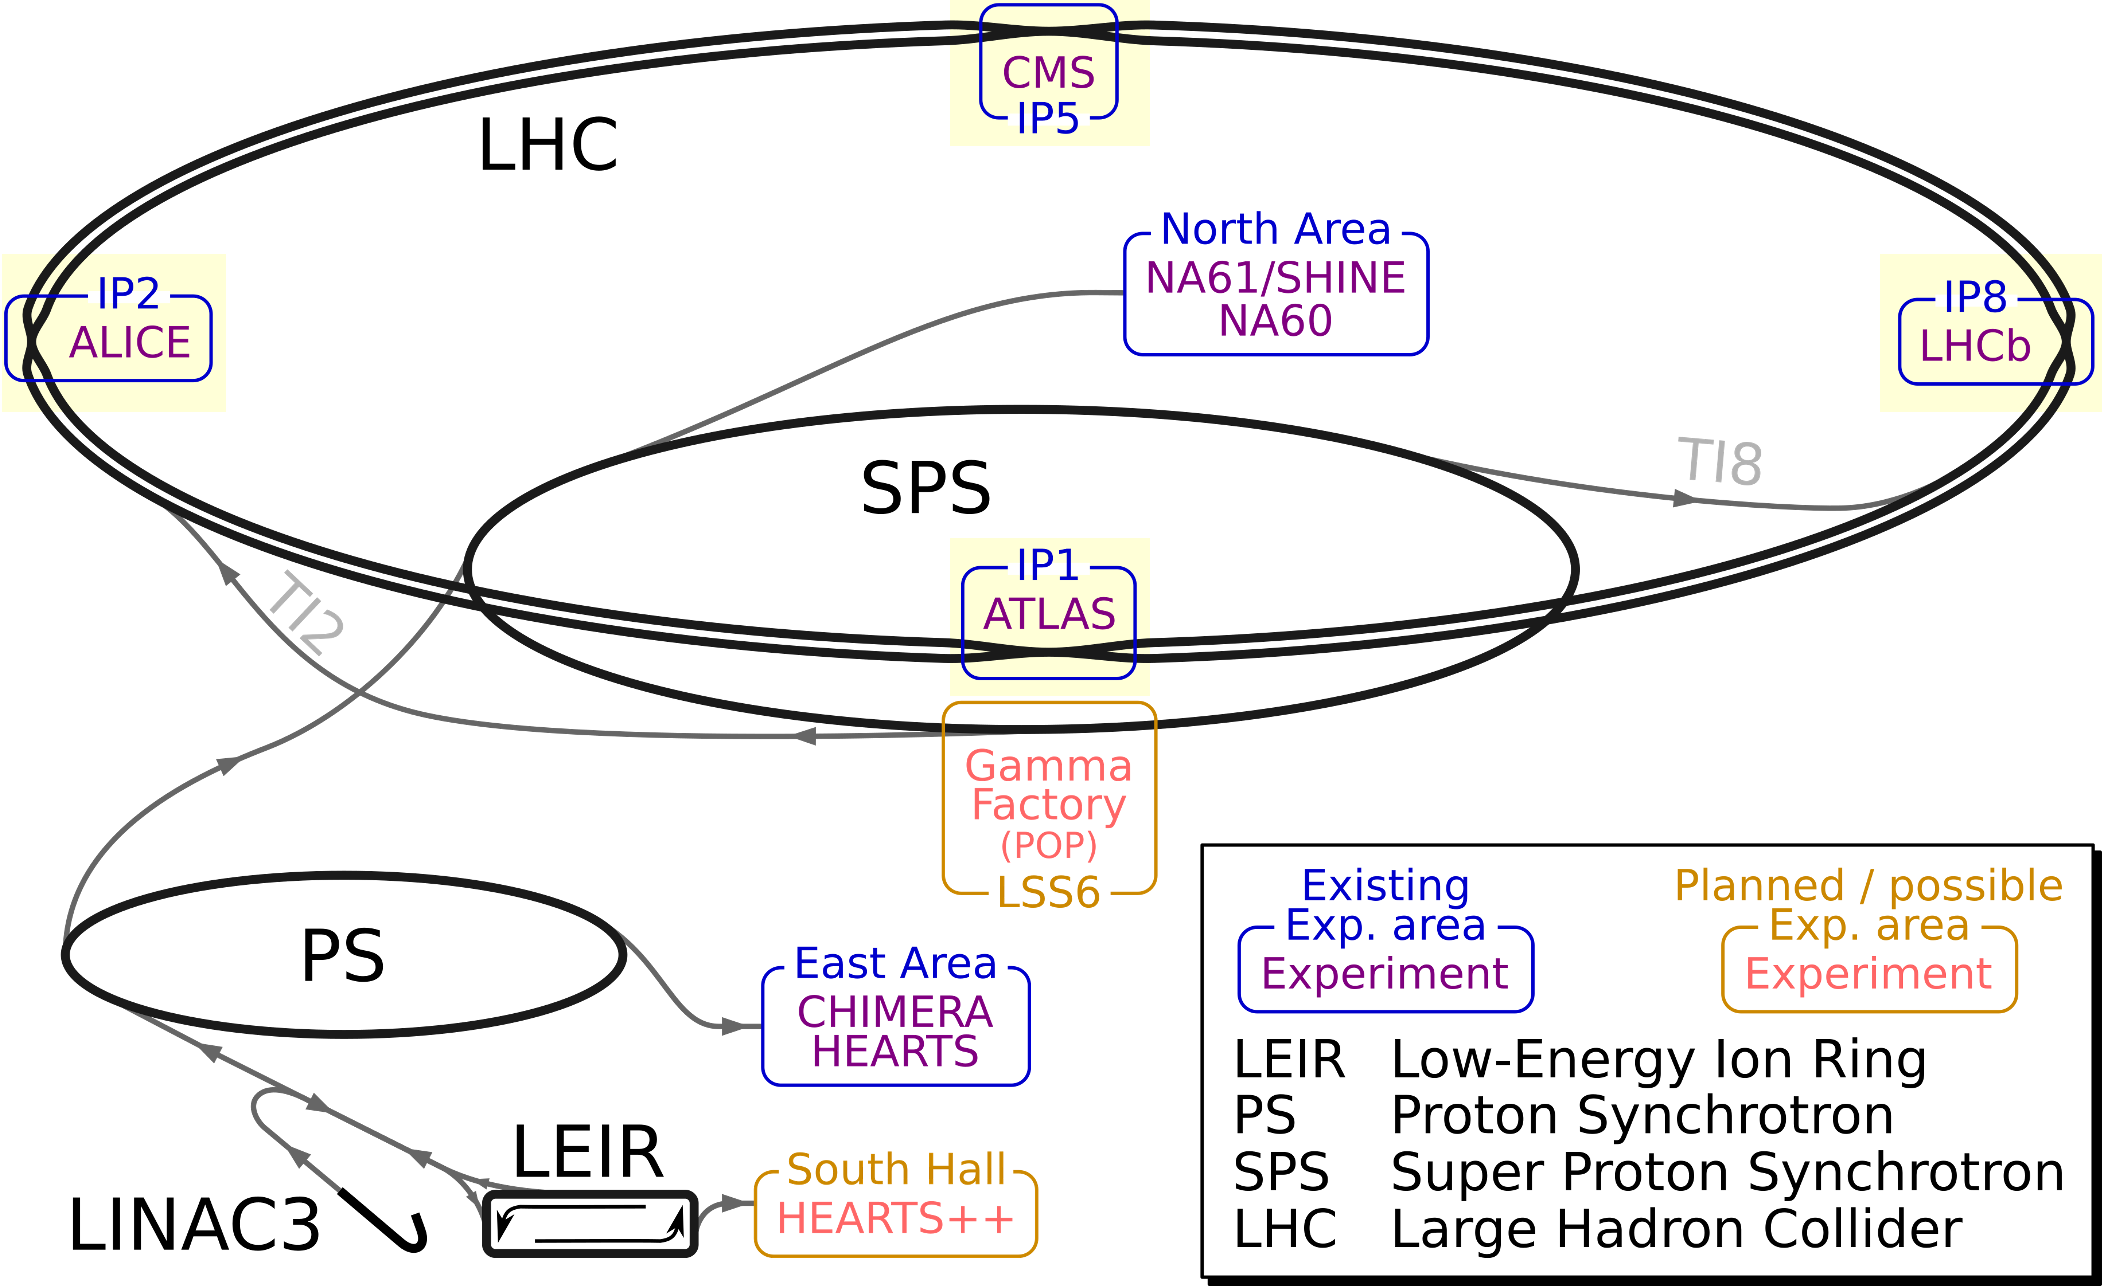 CMS
IP5
LHC
North Area
NA61/SHINE
NA60
IP2
ALICE
IP8
LHCb
SPS
TI8
IP1
ATLAS
TI2
Gamma
Factory
(POP)
LSS6
PS
East Area
CHIMERA
HEARTS
LEIR
South Hall
HEARTS++
LINAC3
Existing
Exp. area
Experiment
Planned / possible
Exp. area
Experiment
LEIR Low-Energy Ion Ring
PS Proton Synchrotron
SPS Super Proton Synchrotron
LHC Large Hadron Collider